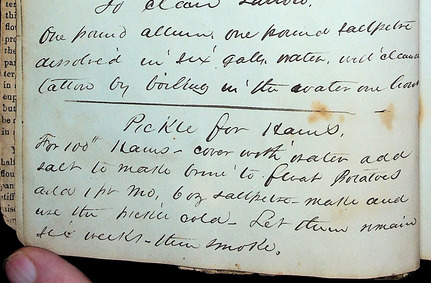 To clean Tallow.
One pound allum, one pound saltpetre
dissolved in six galls. water, will clean
tallow by boiling in the water one hour
Pickle for Hams.
For 100# Hams - cover with water add
salt to make brine to float Potatoes
add 1 pt Mo, 6 oz saltpetre make and
use the pickle cold - Let them remain
six weeks - then smoke.